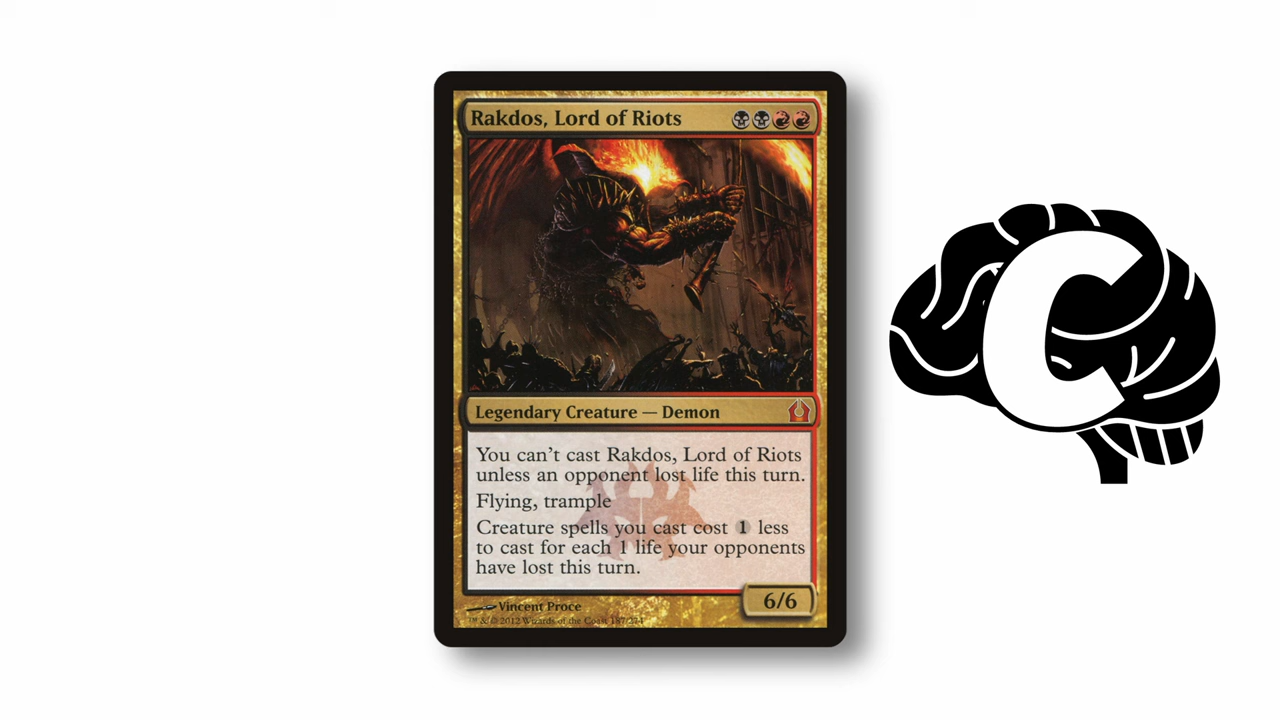 Rakdos, Lord of Riots
Legendary Creature — Demon
You can't cast Rakdos, Lord of Riots
unless an opponent lost life this turn.
Flying, trample
Creature spells you cast cost 1 less
to cast for each 1 life your opponents
have lost this turn.
6/6
Vincent Proce
™ & © 2012 Wizards of the Coast 187/274
C